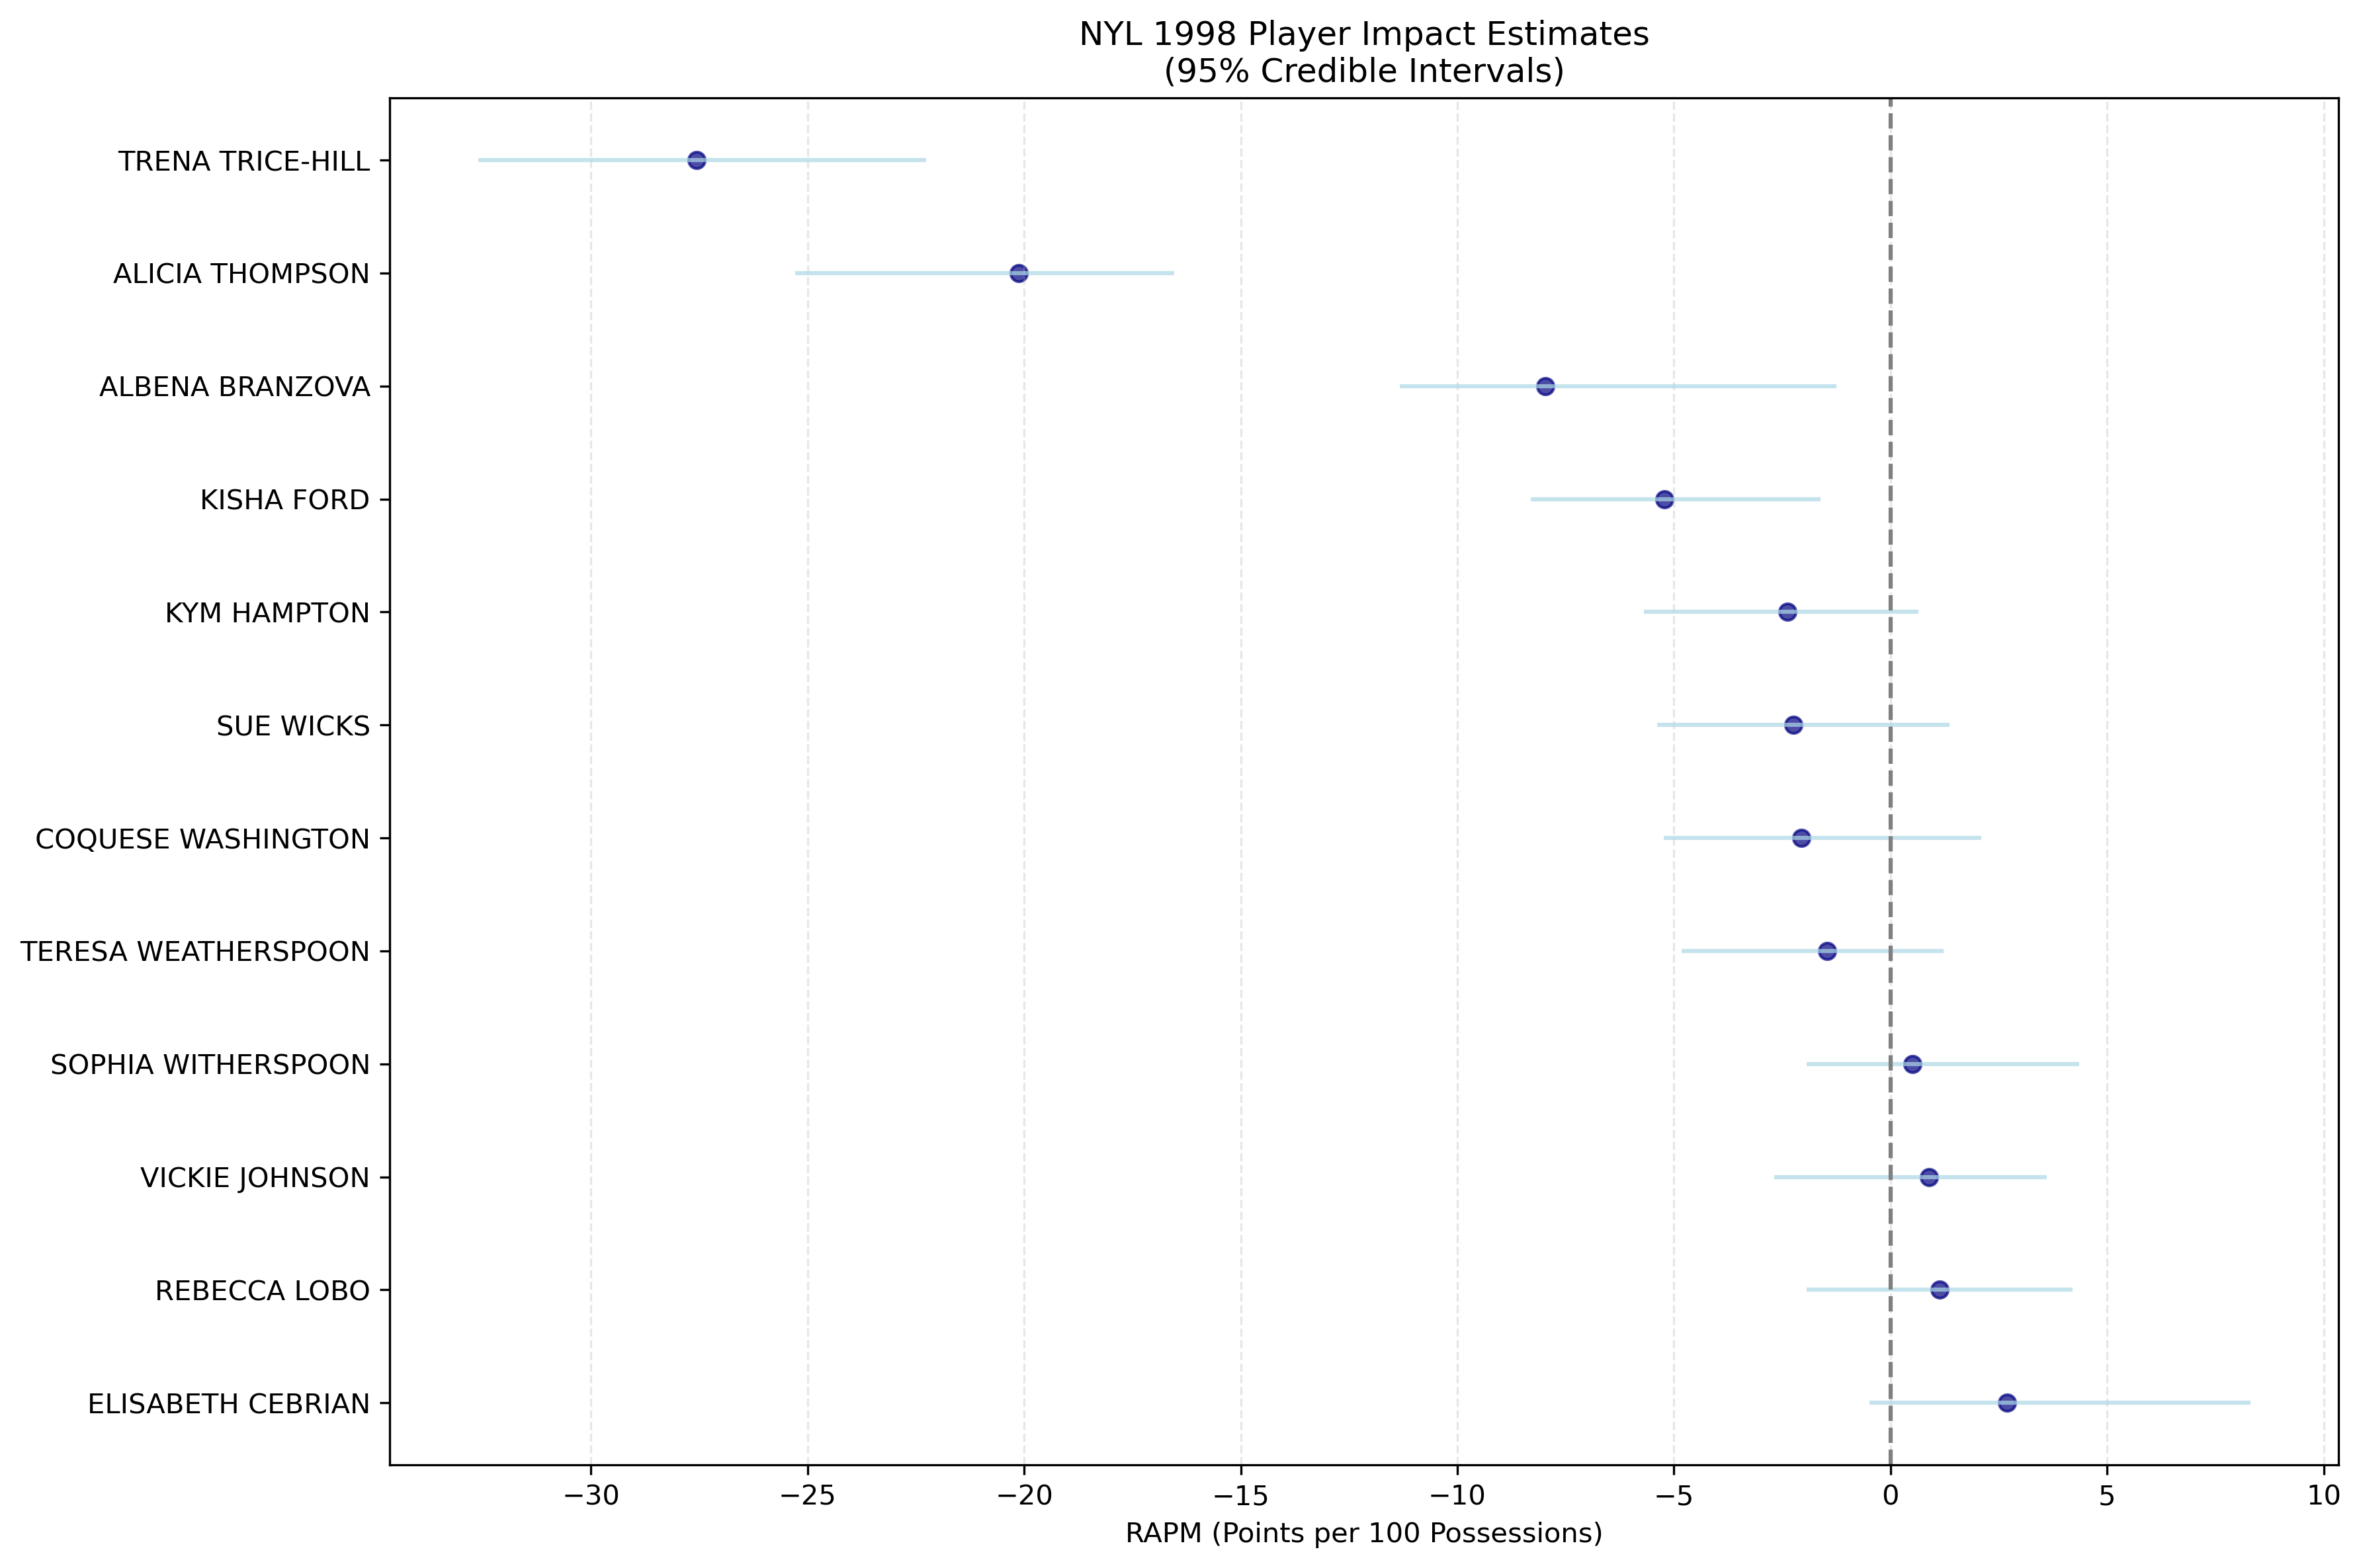 NYL 1998 Player Impact Estimates
(95% Credible Intervals)
TRENA TRICE-HILL
ALICIA THOMPSON
ALBENA BRANZOVA
KISHA FORD
KYM HAMPTON
SUE WICKS
COQUESE WASHINGTON
TERESA WEATHERSPOON
SOPHIA WITHERSPOON
VICKIE JOHNSON
REBECCA LOBO
ELISABETH CEBRIAN
−30 −25 −20 −15 −10 −5 0 5 10
RAPM (Points per 100 Possessions)